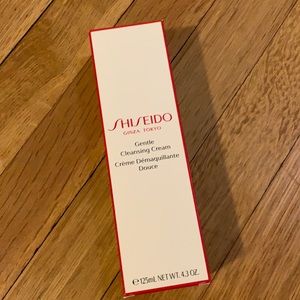 SHISEIDO
GINZA TOKYO
Gentle
Cleansing Cream
Crème Démaquillante
Douce
℮125mL NET WT. 4.3 OZ.